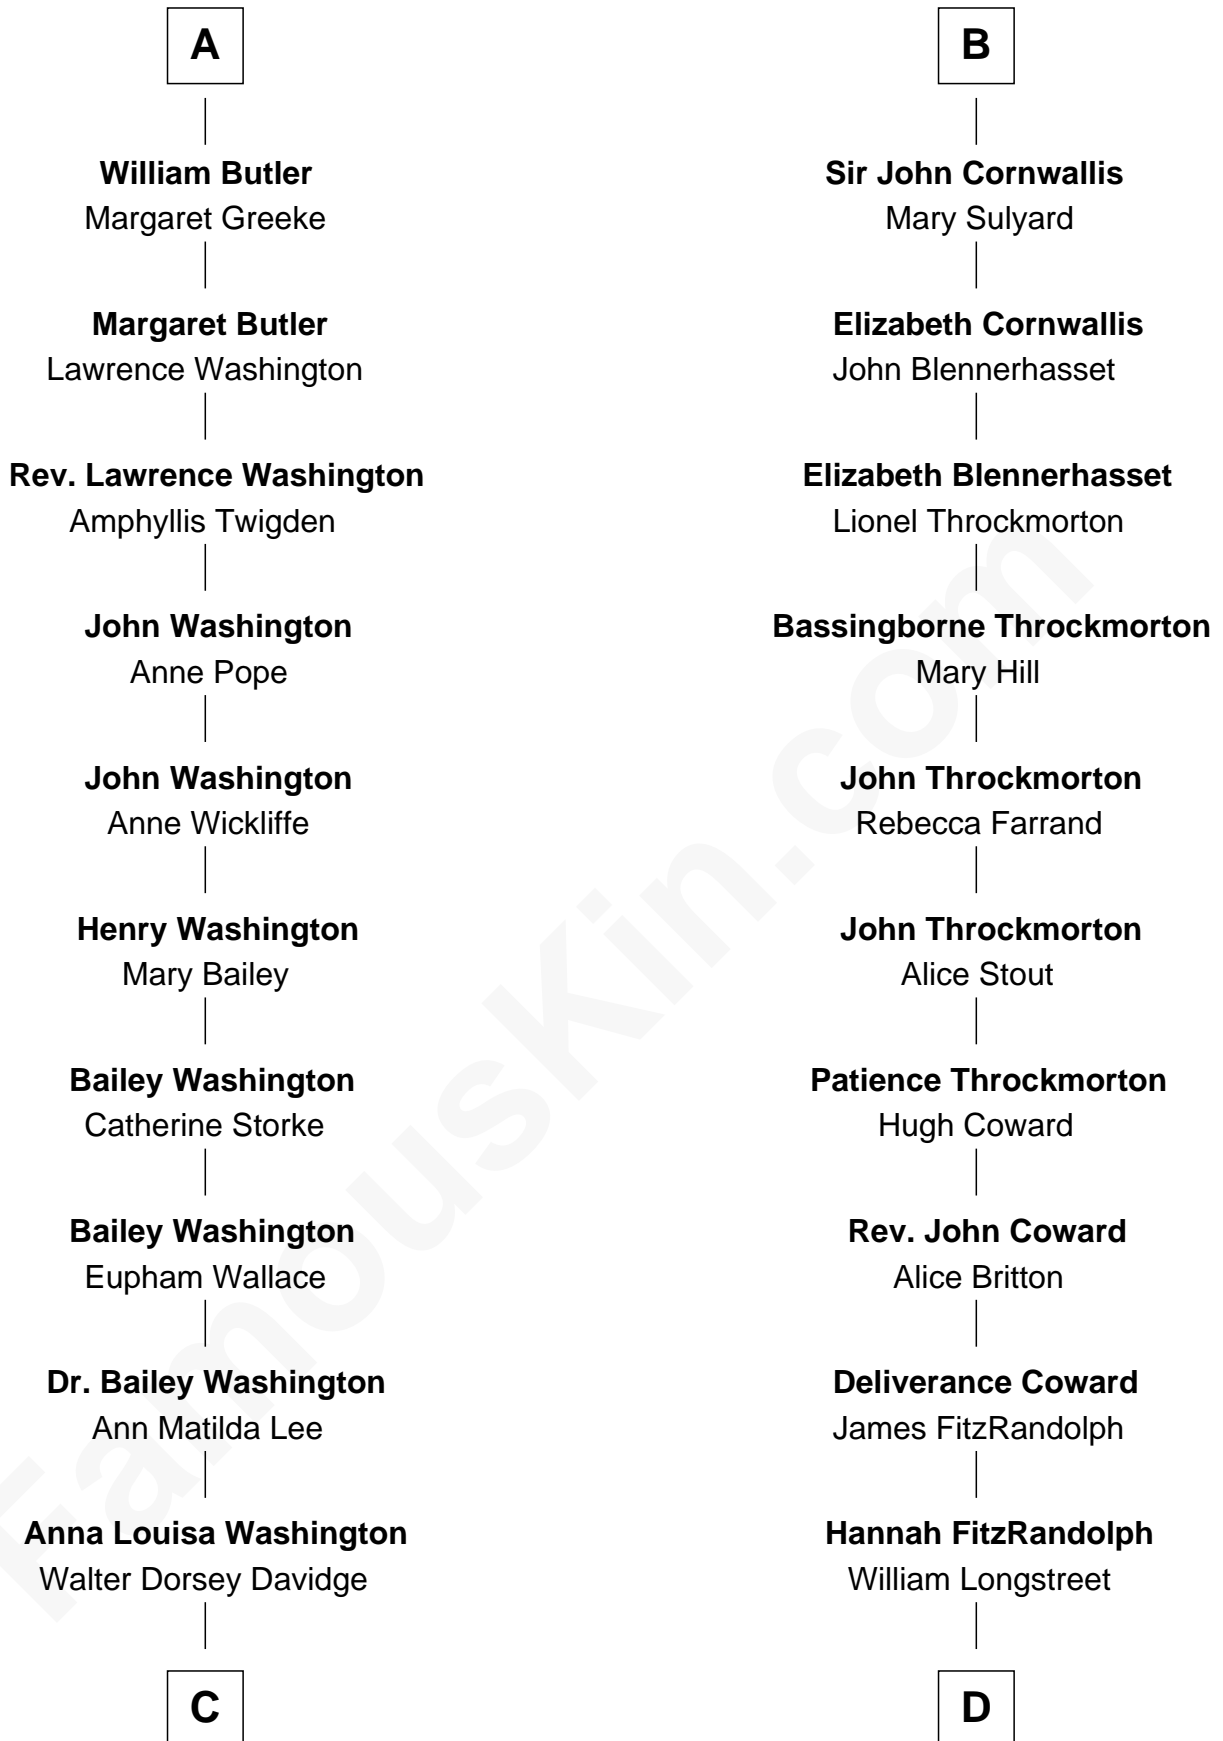 A
William Butler
Margaret Greeke
Margaret Butler
Lawrence Washington
Rev. Lawrence Washington
Amphyllis Twigden
John Washington
Anne Pope
John Washington
Anne Wickliffe
Henry Washington
Mary Bailey
Bailey Washington
Catherine Storke
Bailey Washington
Eupham Wallace
Dr. Bailey Washington
Ann Matilda Lee
Anna Louisa Washington
Walter Dorsey Davidge
C
B
Sir John Cornwallis
Mary Sulyard
Elizabeth Cornwallis
John Blennerhasset
Elizabeth Blennerhasset
Lionel Throckmorton
Bassingborne Throckmorton
Mary Hill
John Throckmorton
Rebecca Farrand
John Throckmorton
Alice Stout
Patience Throckmorton
Hugh Coward
Rev. John Coward
Alice Britton
Deliverance Coward
James FitzRandolph
Hannah FitzRandolph
William Longstreet
D
FamousKin.com